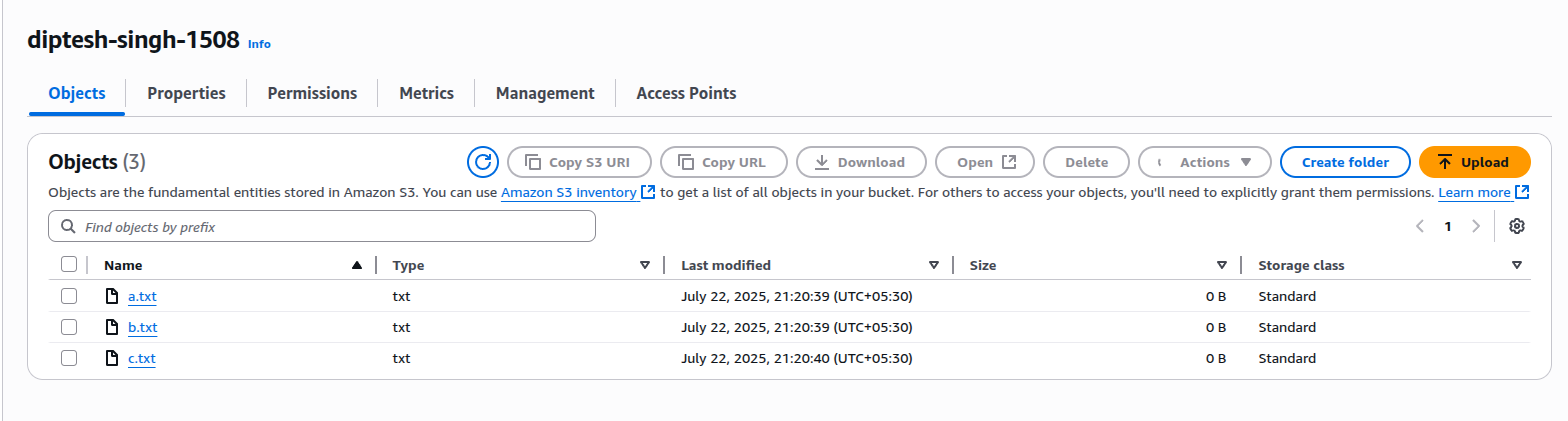 diptesh-singh-1508 Info
Objects Properties Permissions Metrics Management Access Points
Objects (3) Copy S3 URI Copy URL Download Open Delete Actions Create folder Upload
Objects are the fundamental entities stored in Amazon S3. You can use Amazon S3 inventory to get a list of all objects in your bucket. For others to access your objects, you'll need to explicitly grant them permissions. Learn more
Find objects by prefix 1
Name Type Last modified Size Storage class
a.txt txt July 22, 2025, 21:20:39 (UTC+05:30) 0 B Standard
b.txt txt July 22, 2025, 21:20:39 (UTC+05:30) 0 B Standard
c.txt txt July 22, 2025, 21:20:40 (UTC+05:30) 0 B Standard